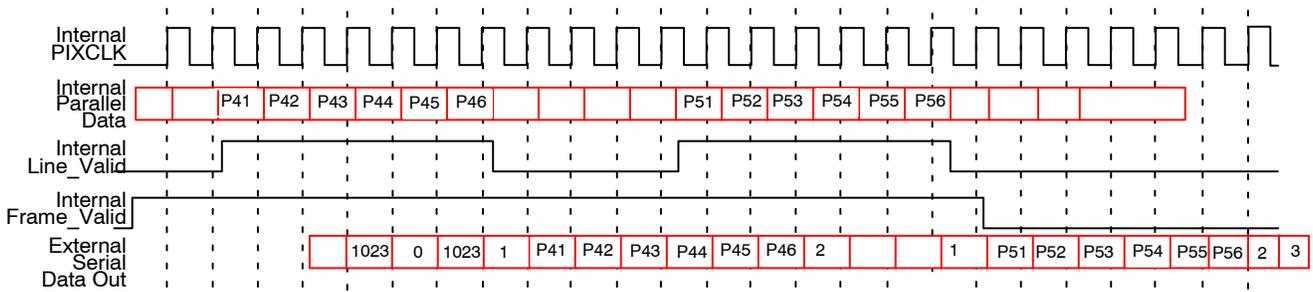 Internal
PIXCLK
Internal
Parallel
Data
P41 P42 P43 P44 P45 P46 P51 P52 P53 P54 P55 P56
Internal
Line_Valid
Internal
Frame_Valid
External
Serial
Data Out
1023 0 1023 1 P41 P42 P43 P44 P45 P46 2 1 P51 P52 P53 P54 P55 P56 2 3